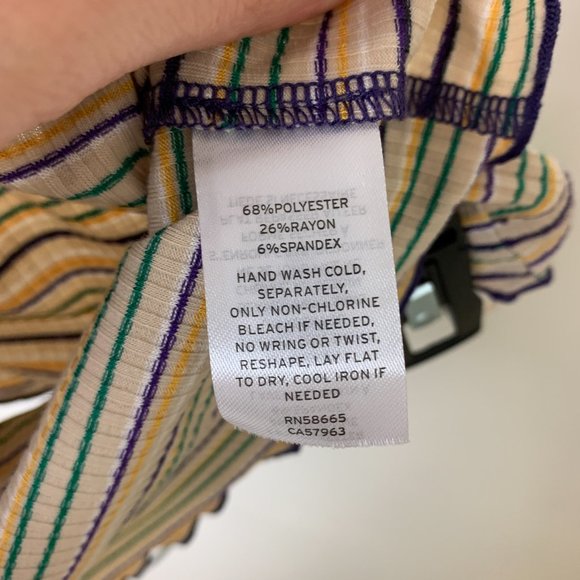 68%POLYESTER
26%RAYON
6%SPANDEX
HAND WASH COLD,
SEPARATELY,
ONLY NON-CHLORINE
BLEACH IF NEEDED,
NO WRING OR TWIST,
RESHAPE, LAY FLAT
TO DRY, COOL IRON IF
NEEDED
RN58665
CA57963